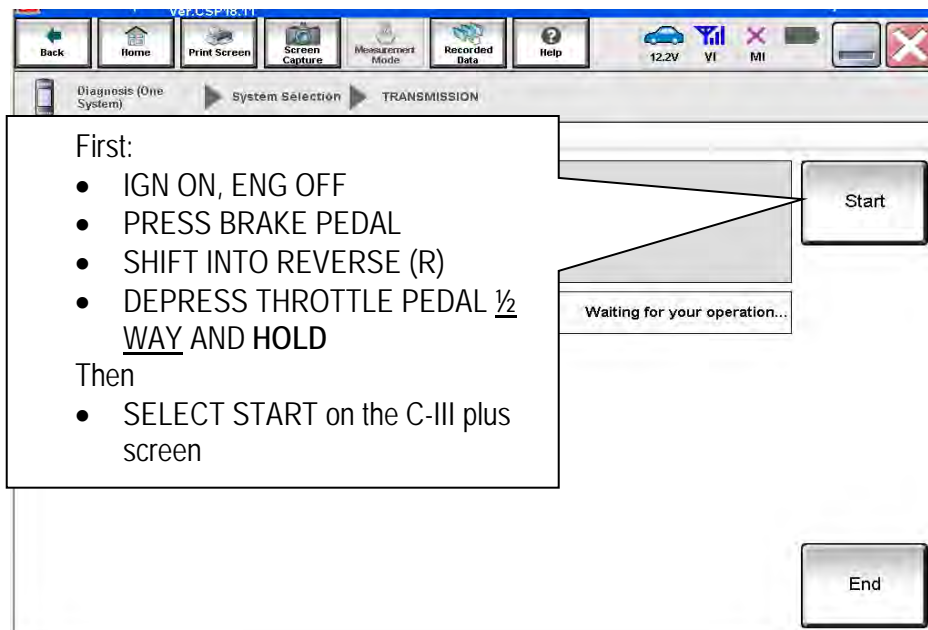 Ver.CSP18.11
Back
Home
Print Screen
Screen
Capture
Measurement
Mode
Recorded
Data
Help
12.2V
VI
MI
Diagnosis (One
System)
System Selection
TRANSMISSION
First:
• IGN ON, ENG OFF
• PRESS BRAKE PEDAL
• SHIFT INTO REVERSE (R)
• DEPRESS THROTTLE PEDAL ½
WAY AND HOLD
Then
• SELECT START on the C-III plus
screen
Start
Waiting for your operation...
End